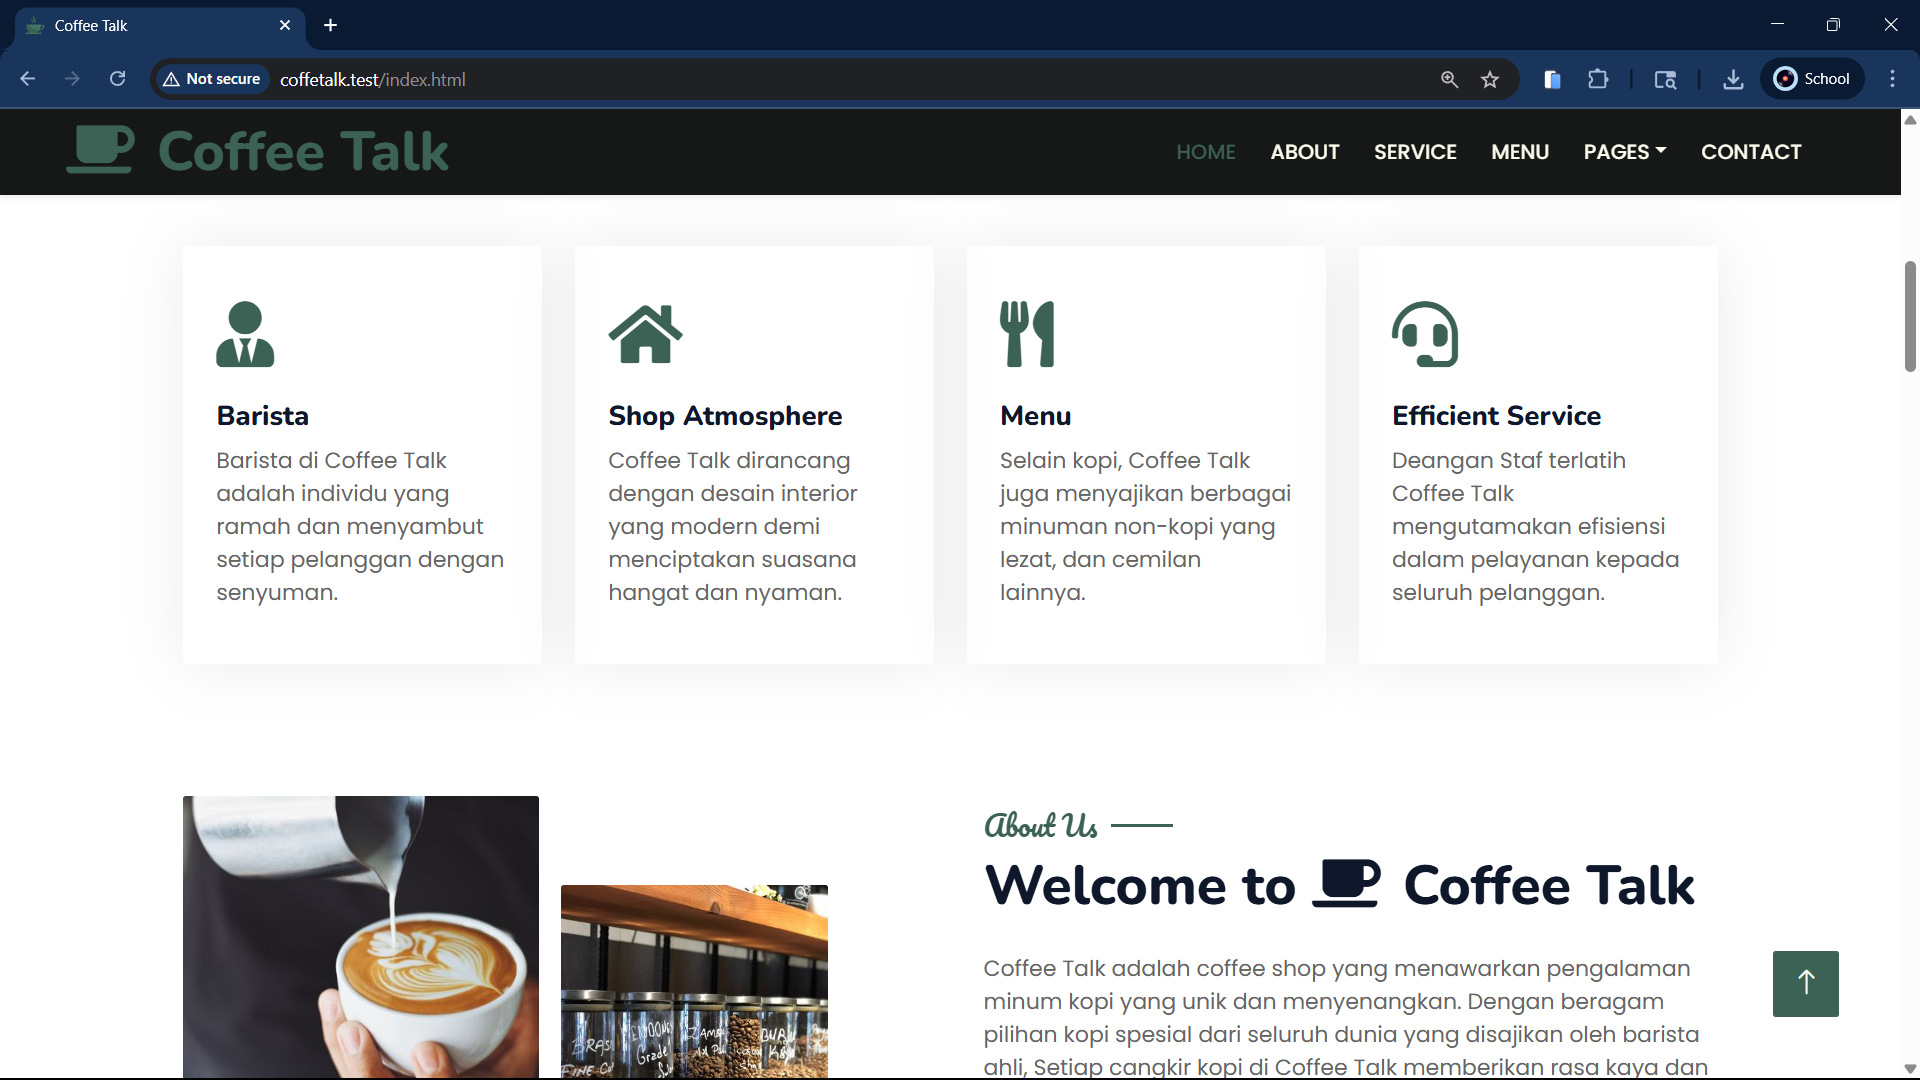 Coffee Talk
Not secure
coffetalk.test/index.html
School
Coffee Talk
HOME
ABOUT
SERVICE
MENU
PAGES
CONTACT
Barista
Barista di Coffee Talk
adalah individu yang
ramah dan menyambut
setiap pelanggan dengan
senyuman.
Shop Atmosphere
Coffee Talk dirancang
dengan desain interior
yang modern demi
menciptakan suasana
hangat dan nyaman.
Menu
Selain kopi, Coffee Talk
juga menyajikan berbagai
minuman non-kopi yang
lezat, dan cemilan
lainnya.
Efficient Service
Deangan Staf terlatih
Coffee Talk
mengutamakan efisiensi
dalam pelayanan kepada
seluruh pelanggan.
About Us
Welcome to Coffee Talk
Coffee Talk adalah coffee shop yang menawarkan pengalaman
minum kopi yang unik dan menyenangkan. Dengan beragam
pilihan kopi spesial dari seluruh dunia yang disajikan oleh barista
ahli, Setiap cangkir kopi di Coffee Talk memberikan rasa kaya dan
Grade